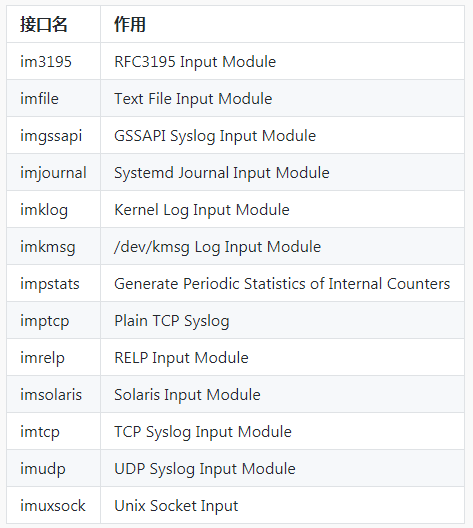 接口名 作用
im3195 RFC3195 Input Module
imfile Text File Input Module
imgssapi GSSAPI Syslog Input Module
imjournal Systemd Journal Input Module
imklog Kernel Log Input Module
imkmsg /dev/kmsg Log Input Module
impstats Generate Periodic Statistics of Internal Counters
imptcp Plain TCP Syslog
imrelp RELP Input Module
imsolaris Solaris Input Module
imtcp TCP Syslog Input Module
imudp UDP Syslog Input Module
imuxsock Unix Socket Input